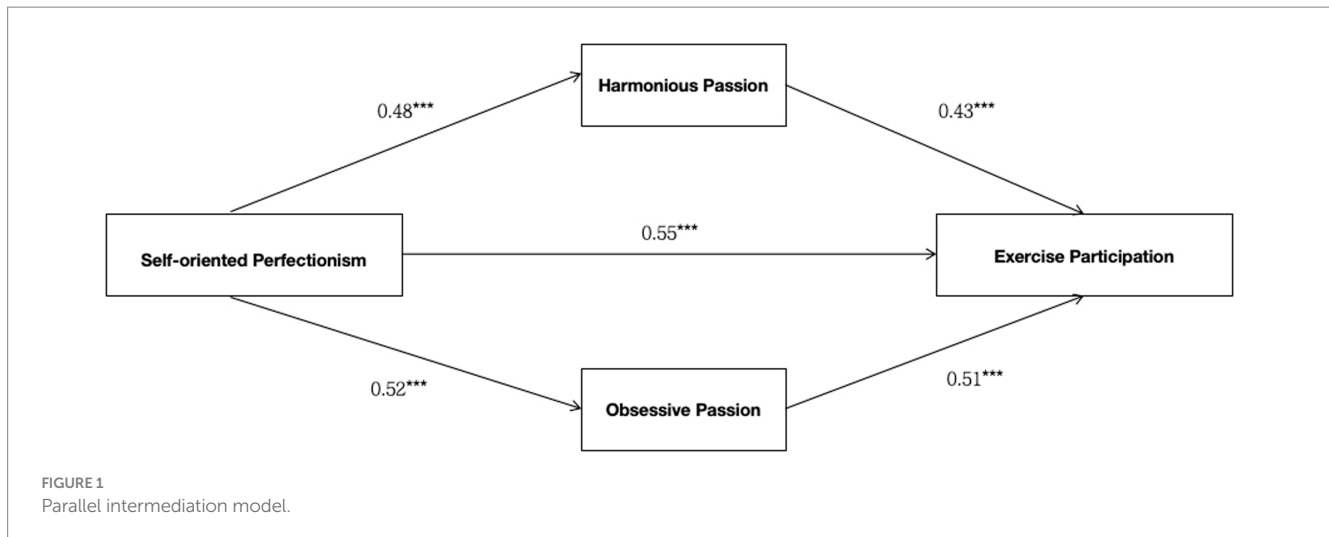 Harmonious Passion
0.48***
0.43***
0.55***
Self-oriented Perfectionism
Exercise Participation
0.52***
0.51***
Obsessive Passion
FIGURE 1
Parallel intermediation model.